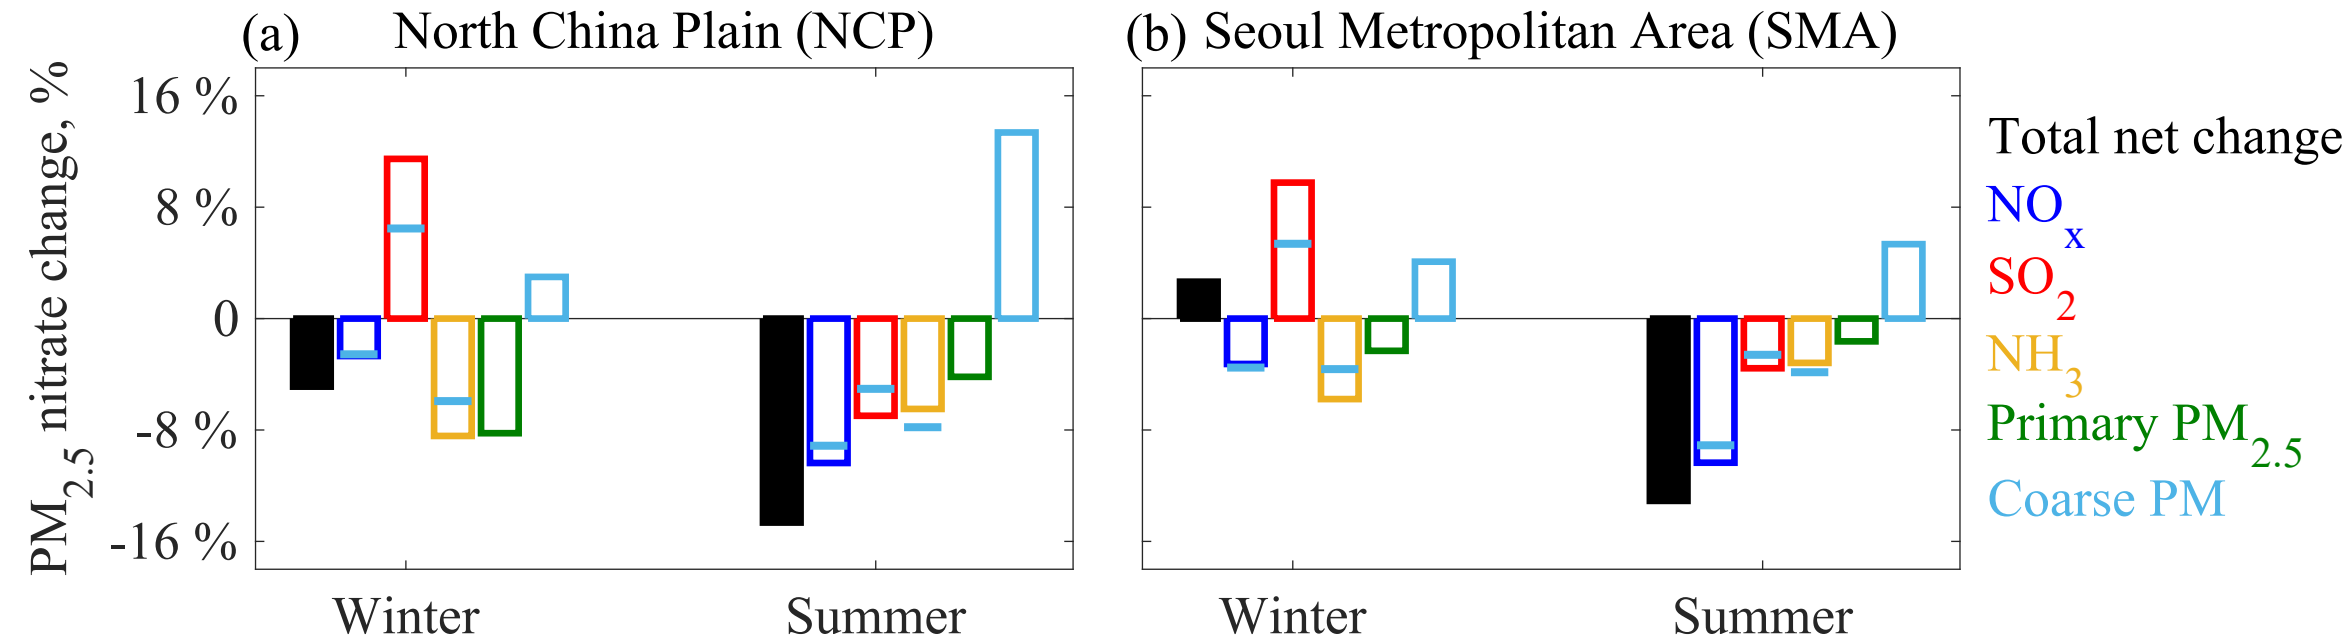 (a) North China Plain (NCP)
(b) Seoul Metropolitan Area (SMA)
PM2.5 nitrate change, %
16 %
8 %
0
-8 %
-16 %
Winter
Summer
Winter
Summer
Total net change
NOx
SO2
NH3
Primary PM2.5
Coarse PM